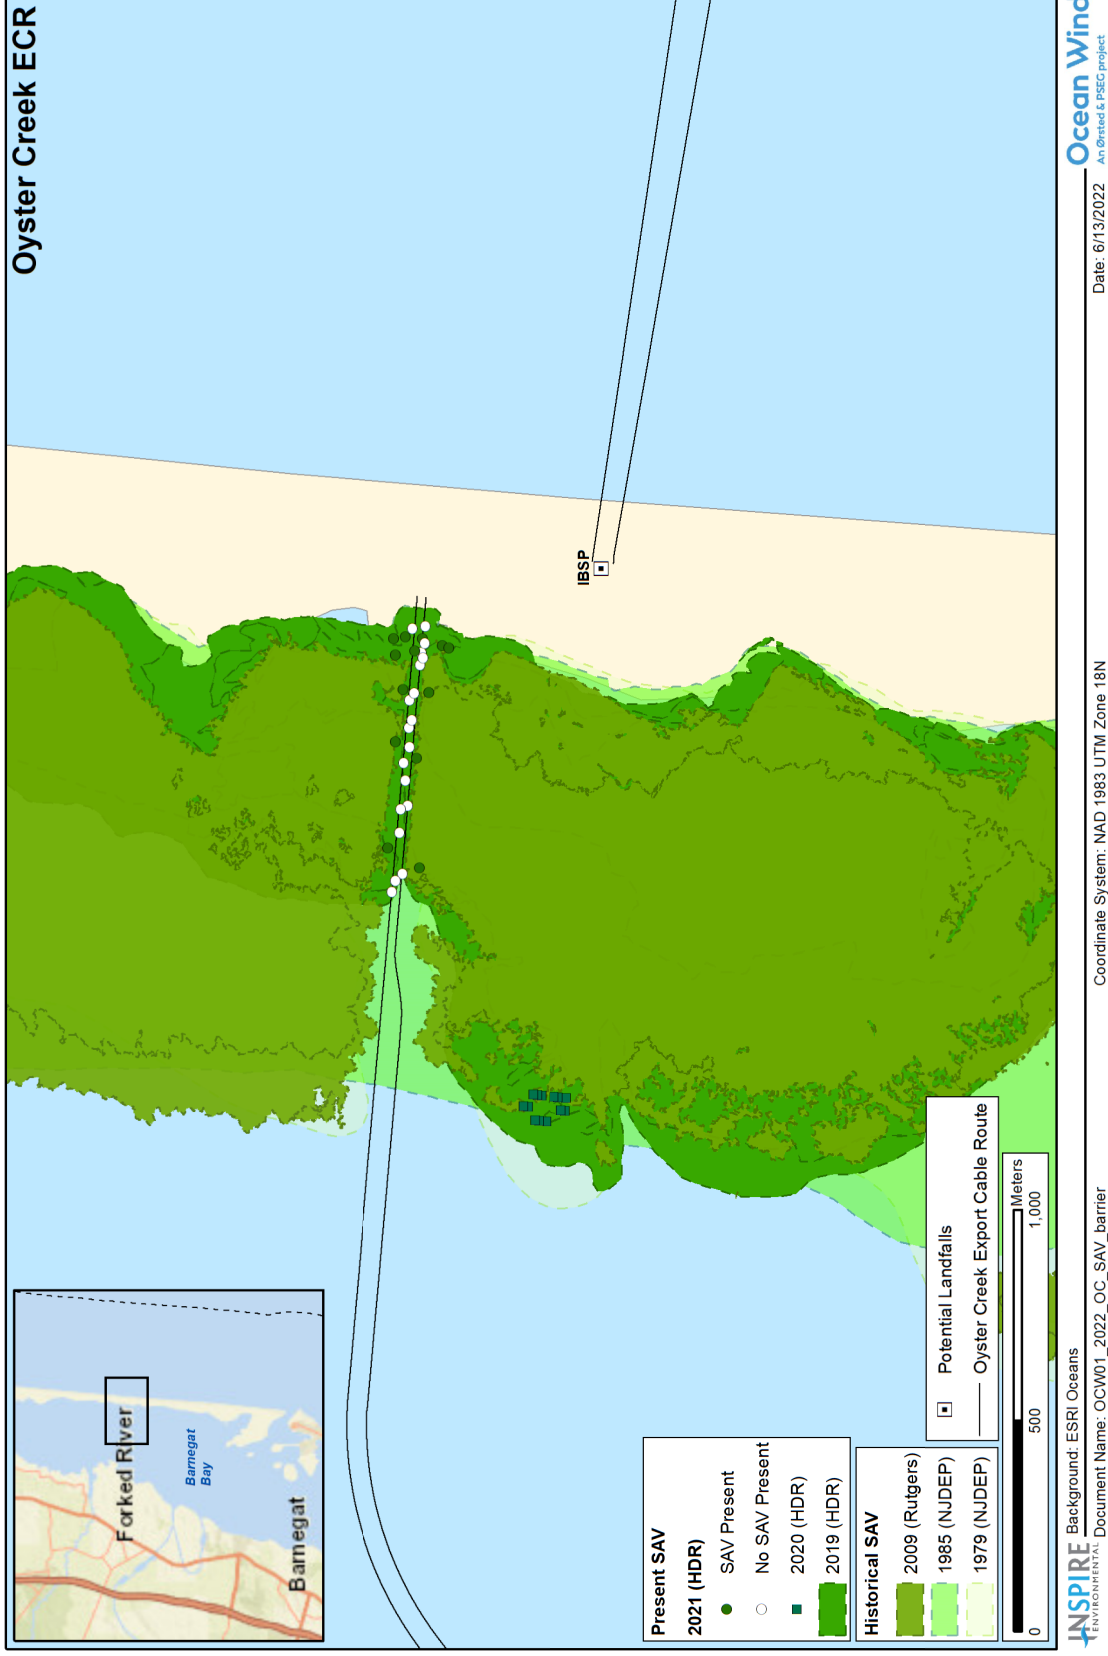 Oyster Creek ECR
Forked River
Barnegat
Bay
Barnegat
IBSP
Present SAV
2021 (HDR)
SAV Present
No SAV Present
2020 (HDR)
2019 (HDR)
Historical SAV
2009 (Rutgers)
1985 (NJDEP)
1979 (NJDEP)
Potential Landfalls
Oyster Creek Export Cable Route
Meters
0 500 1,000
INSPIRE
ENVIRONMENTAL
Background: ESRI Oceans
Document Name: OCW01_2022_OC_SAV_barrier
Coordinate System: NAD 1983 UTM Zone 18N
Date: 6/13/2022
Ocean Wind
An Ørsted & PSEG project